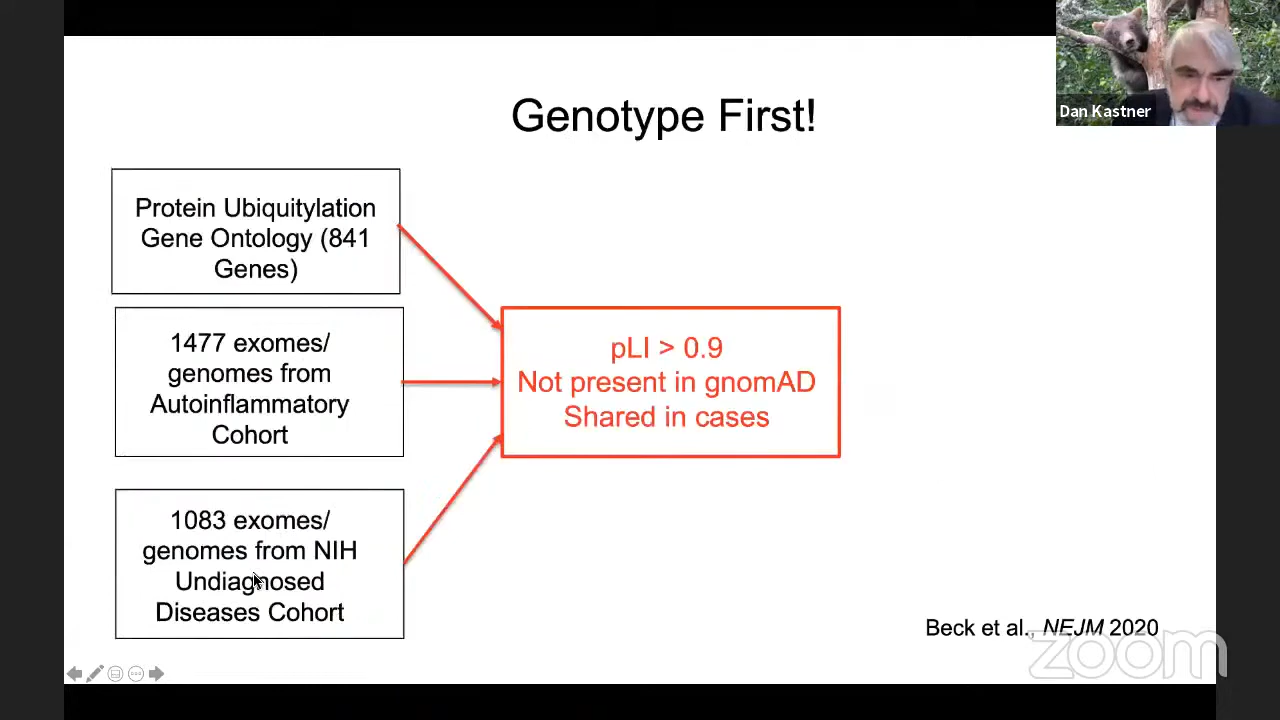 Genotype First!
Dan Kastner
Protein Ubiquitylation
Gene Ontology (841
Genes)
1477 exomes/
genomes from
Autoinflammatory
Cohort
1083 exomes/
genomes from NIH
Undiagnosed
Diseases Cohort
pLI > 0.9
Not present in gnomAD
Shared in cases
Beck et al., NEJM 2020
zoom